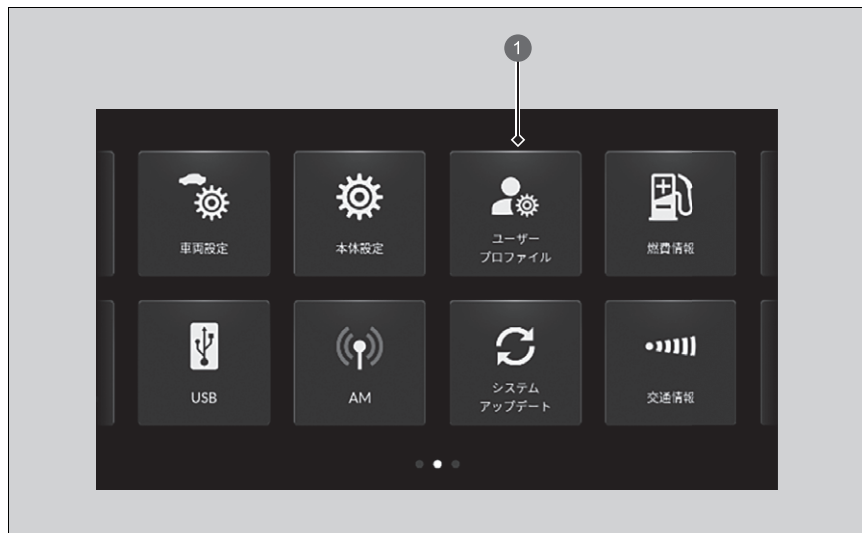 1
車両設定
本体設定
ユーザー
プロファイル
燃費情報
USB
AM
システム
アップデート
交通情報